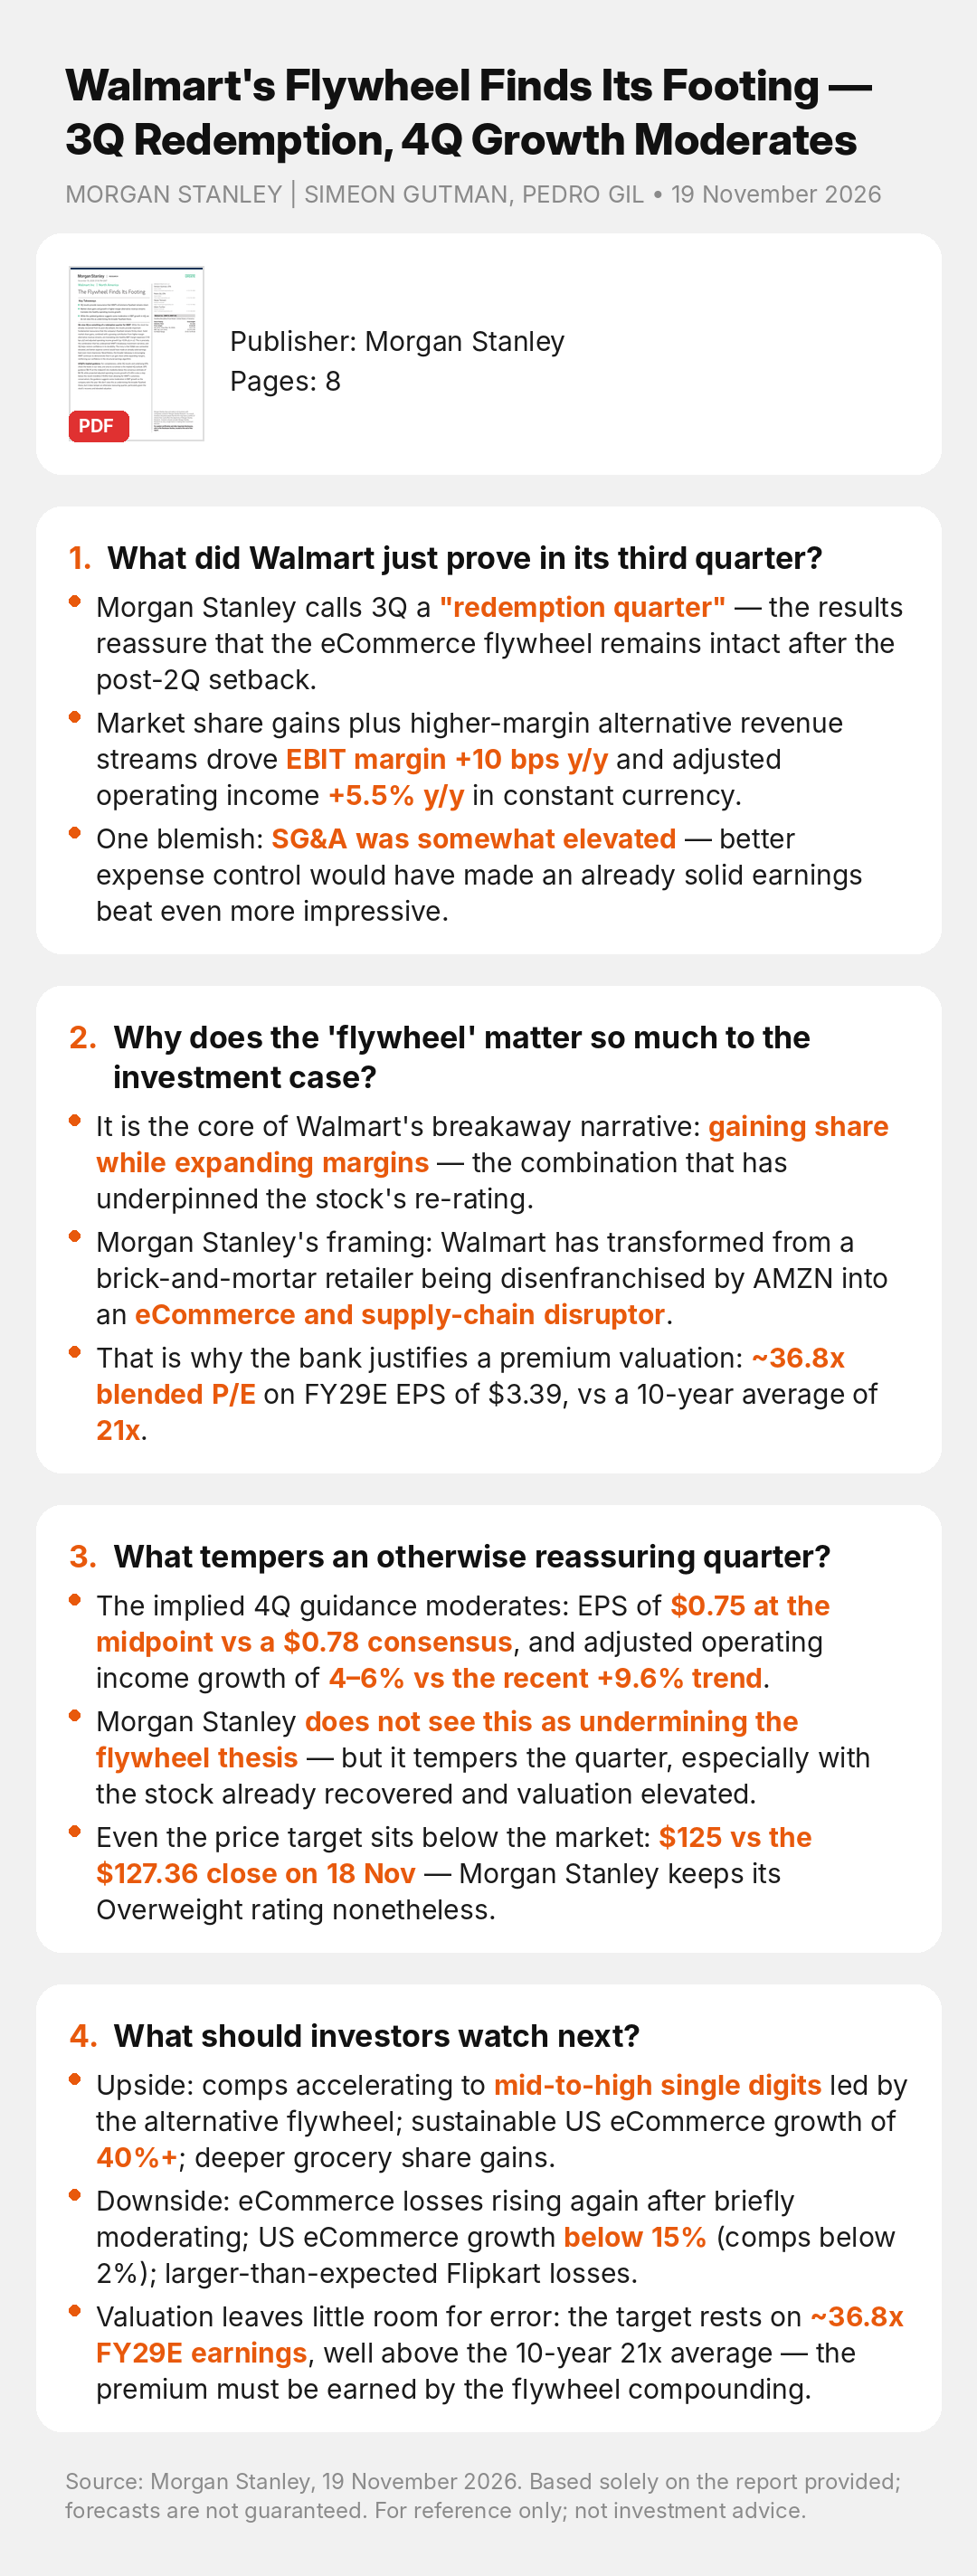 Walmart's Flywheel Finds Its Footing —
3Q Redemption, 4Q Growth Moderates
MORGAN STANLEY | SIMEON GUTMAN, PEDRO GIL • 19 November 2026
Morgan Stanley
The Flywheel Finds Its Footing
PDF
Publisher: Morgan Stanley
Pages: 8
1. What did Walmart just prove in its third quarter?
• Morgan Stanley calls 3Q a "redemption quarter" — the results
reassure that the eCommerce flywheel remains intact after the
post-2Q setback.
• Market share gains plus higher-margin alternative revenue
streams drove EBIT margin +10 bps y/y and adjusted
operating income +5.5% y/y in constant currency.
• One blemish: SG&A was somewhat elevated — better
expense control would have made an already solid earnings
beat even more impressive.
2. Why does the 'flywheel' matter so much to the
investment case?
• It is the core of Walmart's breakaway narrative: gaining share
while expanding margins — the combination that has
underpinned the stock's re-rating.
• Morgan Stanley's framing: Walmart has transformed from a
brick-and-mortar retailer being disenfranchised by AMZN into
an eCommerce and supply-chain disruptor.
• That is why the bank justifies a premium valuation: ~36.8x
blended P/E on FY29E EPS of $3.39, vs a 10-year average of
21x.
3. What tempers an otherwise reassuring quarter?
• The implied 4Q guidance moderates: EPS of $0.75 at the
midpoint vs a $0.78 consensus, and adjusted operating
income growth of 4–6% vs the recent +9.6% trend.
• Morgan Stanley does not see this as undermining the
flywheel thesis — but it tempers the quarter, especially with
the stock already recovered and valuation elevated.
• Even the price target sits below the market: $125 vs the
$127.36 close on 18 Nov — Morgan Stanley keeps its
Overweight rating nonetheless.
4. What should investors watch next?
• Upside: comps accelerating to mid-to-high single digits led by
the alternative flywheel; sustainable US eCommerce growth of
40%+; deeper grocery share gains.
• Downside: eCommerce losses rising again after briefly
moderating; US eCommerce growth below 15% (comps below
2%); larger-than-expected Flipkart losses.
• Valuation leaves little room for error: the target rests on ~36.8x
FY29E earnings, well above the 10-year 21x average — the
premium must be earned by the flywheel compounding.
Source: Morgan Stanley, 19 November 2026. Based solely on the report provided;
forecasts are not guaranteed. For reference only; not investment advice.